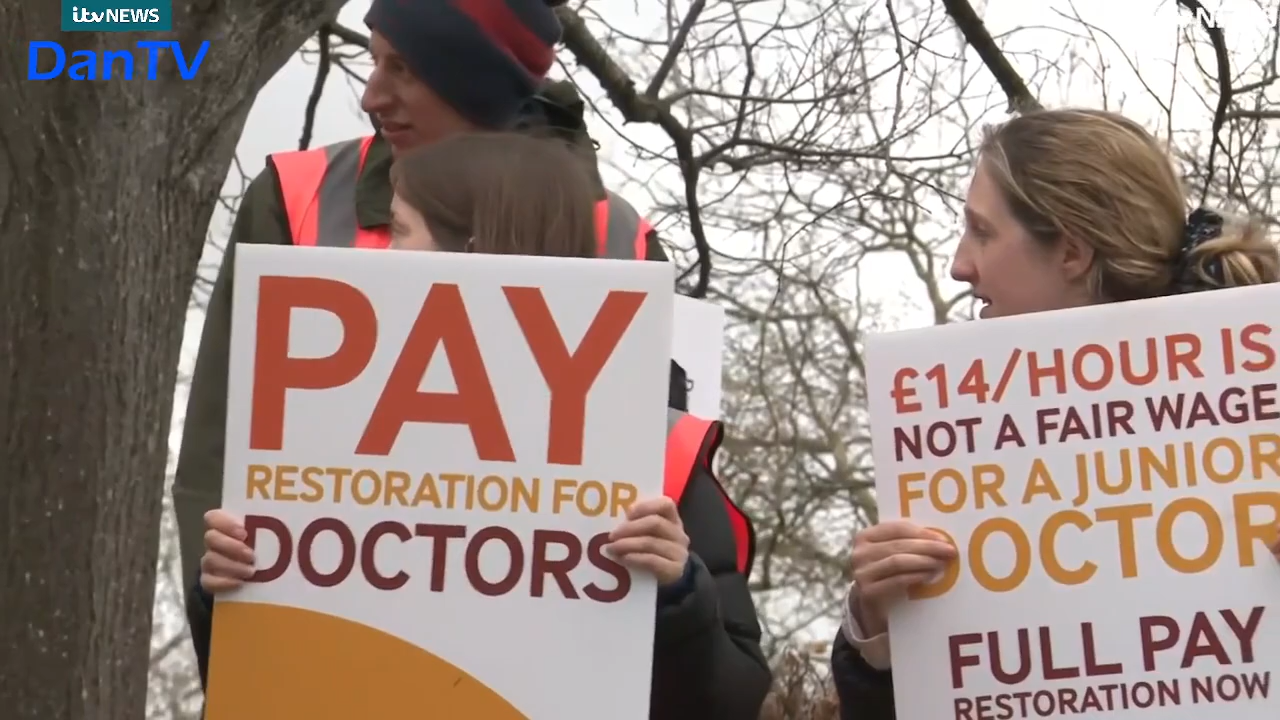 itv NEWS
DanTV
NEWS
PAY
RESTORATION FOR
DOCTORS
£14/HOUR IS
NOT A FAIR WAGE
FOR A JUNIOR
DOCTOR
FULL PAY
RESTORATION NOW